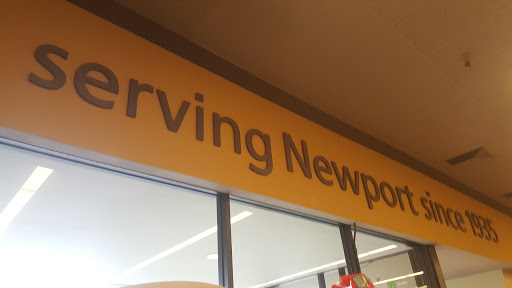 serving Newport since 1935